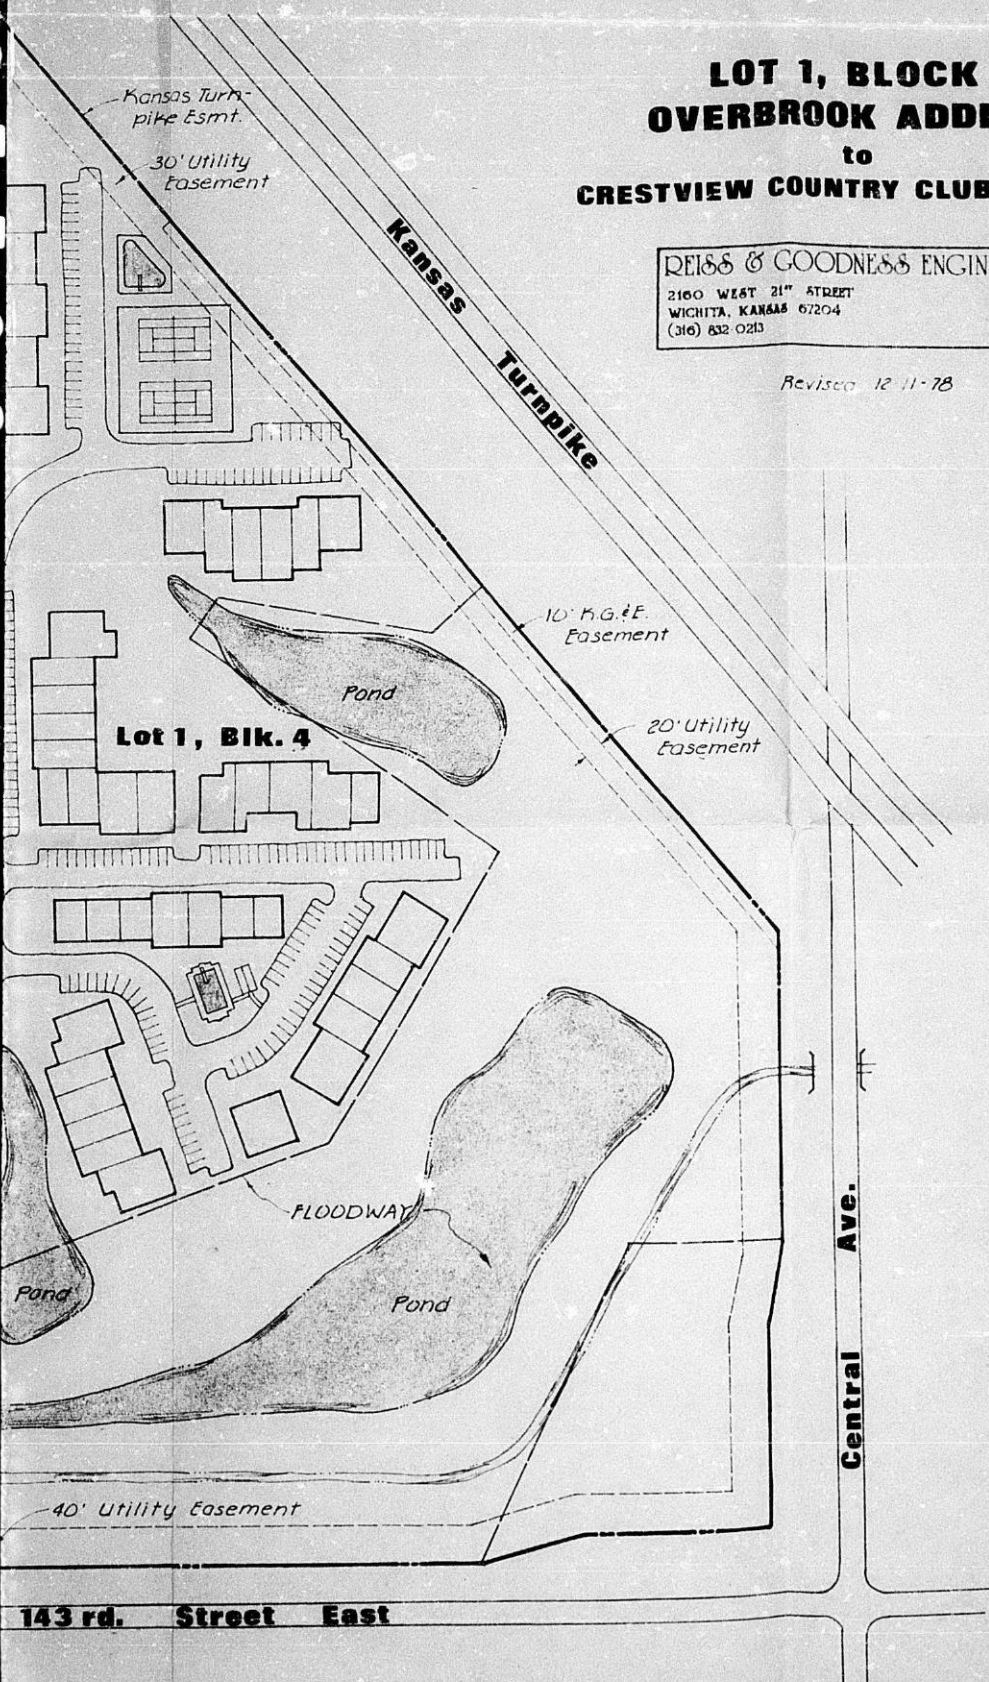 LOT 1, BLOCK
OVERBROOK ADDI
to
CRESTVIEW COUNTRY CLUB
REISS & GOODNESS ENGIN
2160 WEST 21st STREET
WICHITA, KANSAS 67204
(316) 832-0213
Revised 12-11-78
Kansas Turn-
pike Esmt.
30' Utility
Easement
Kansas Turnpike
10' K.G.&E.
Easement
20' Utility
Easement
Pond
Lot 1, Blk. 4
FLOODWAY
Pond
Pond
Central Ave.
40' Utility Easement
143 rd. Street East